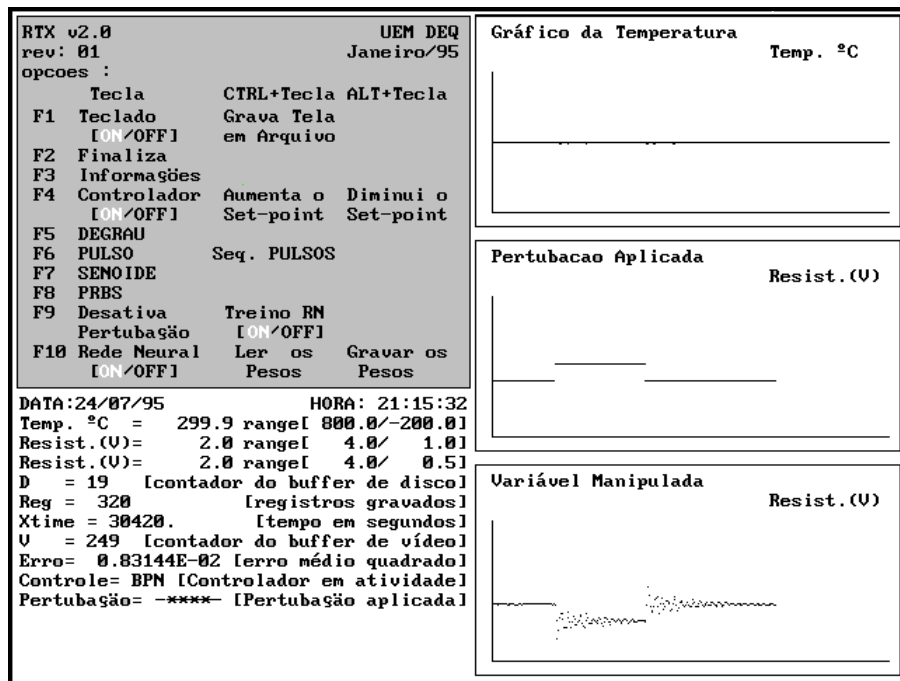 RTX v2.0 UEM DEQ
rev: 01 Janeiro/95
opcoes :
Tecla CTRL+Tecla ALT+Tecla
F1 Teclado Grava Tela
[ON/OFF] em Arquivo
F2 Finaliza
F3 Informações
F4 Controlador Aumenta o Diminui o
[ON/OFF] Set-point Set-point
F5 DEGRAU
F6 PULSO Seq. PULSOS
F7 SENOIDE
F8 PRBS
F9 Desativa Treino RN
Pertubação [ON/OFF]
F10 Rede Neural Ler os Gravar os
[ON/OFF] Pesos Pesos
DATA:24/07/95 HORA: 21:15:32
Temp. ºC = 299.9 range[ 800.0/-200.0]
Resist.(V)= 2.0 range[ 4.0/ 1.0]
Resist.(V)= 2.0 range[ 4.0/ 0.5]
D = 19 [contador do buffer de disco]
Reg = 320 [registros gravados]
Xtime = 30420. [tempo em segundos]
V = 249 [contador do buffer de vídeo]
Erro= 0.83144E-02 [erro médio quadrado]
Controle= BPN [Controlador em atividade]
Pertubação= -****- [Pertubação aplicada]
Gráfico da Temperatura
Temp. ºC
Pertubacao Aplicada
Resist.(V)
Variável Manipulada
Resist.(V)